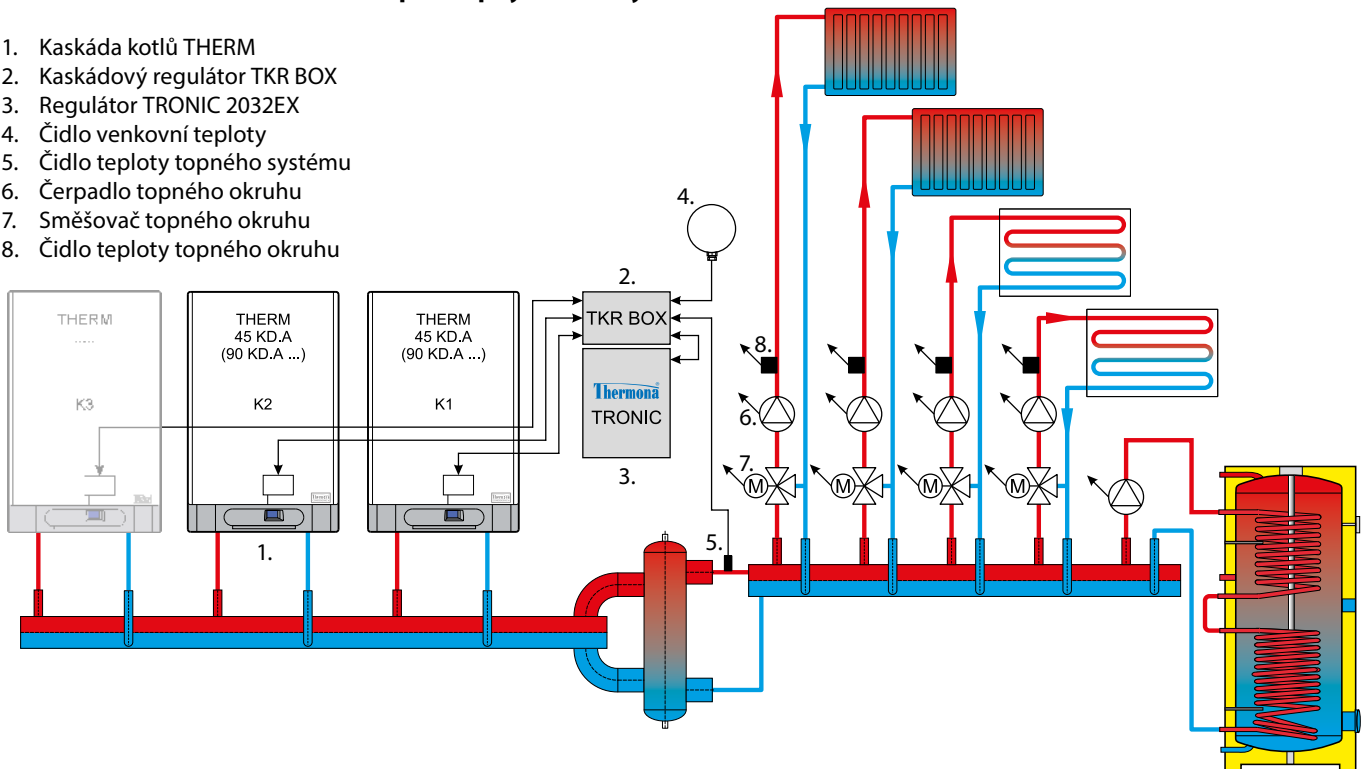 1. Kaskáda kotlů THERM
2. Kaskádový regulátor TKR BOX
3. Regulátor TRONIC 2032EX
4. Čidlo venkovní teploty
5. Čidlo teploty topného systému
6. Čerpadlo topného okruhu
7. Směšovač topného okruhu
8. Čidlo teploty topného okruhu
4.
2.
TKR BOX
Thermona
TRONIC
3.
THERM
.....
K3
THERM
45 KD.A
(90 KD.A ...)
K2
THERM
45 KD.A
(90 KD.A ...)
K1
1.
8.
6.
7.
M
M
M
M
5.